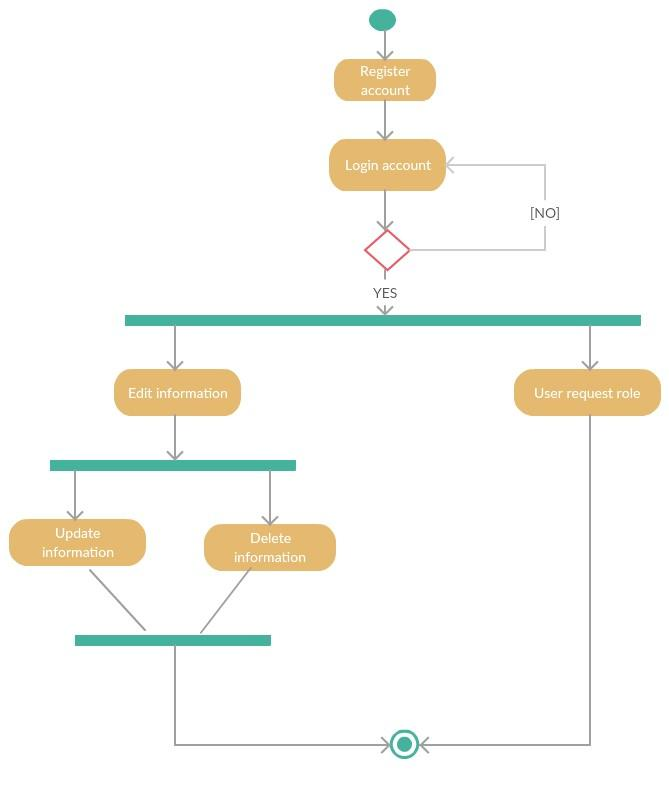 Register
account
Login account
[NO]
YES
Edit information
User request role
Update
information
Delete
information